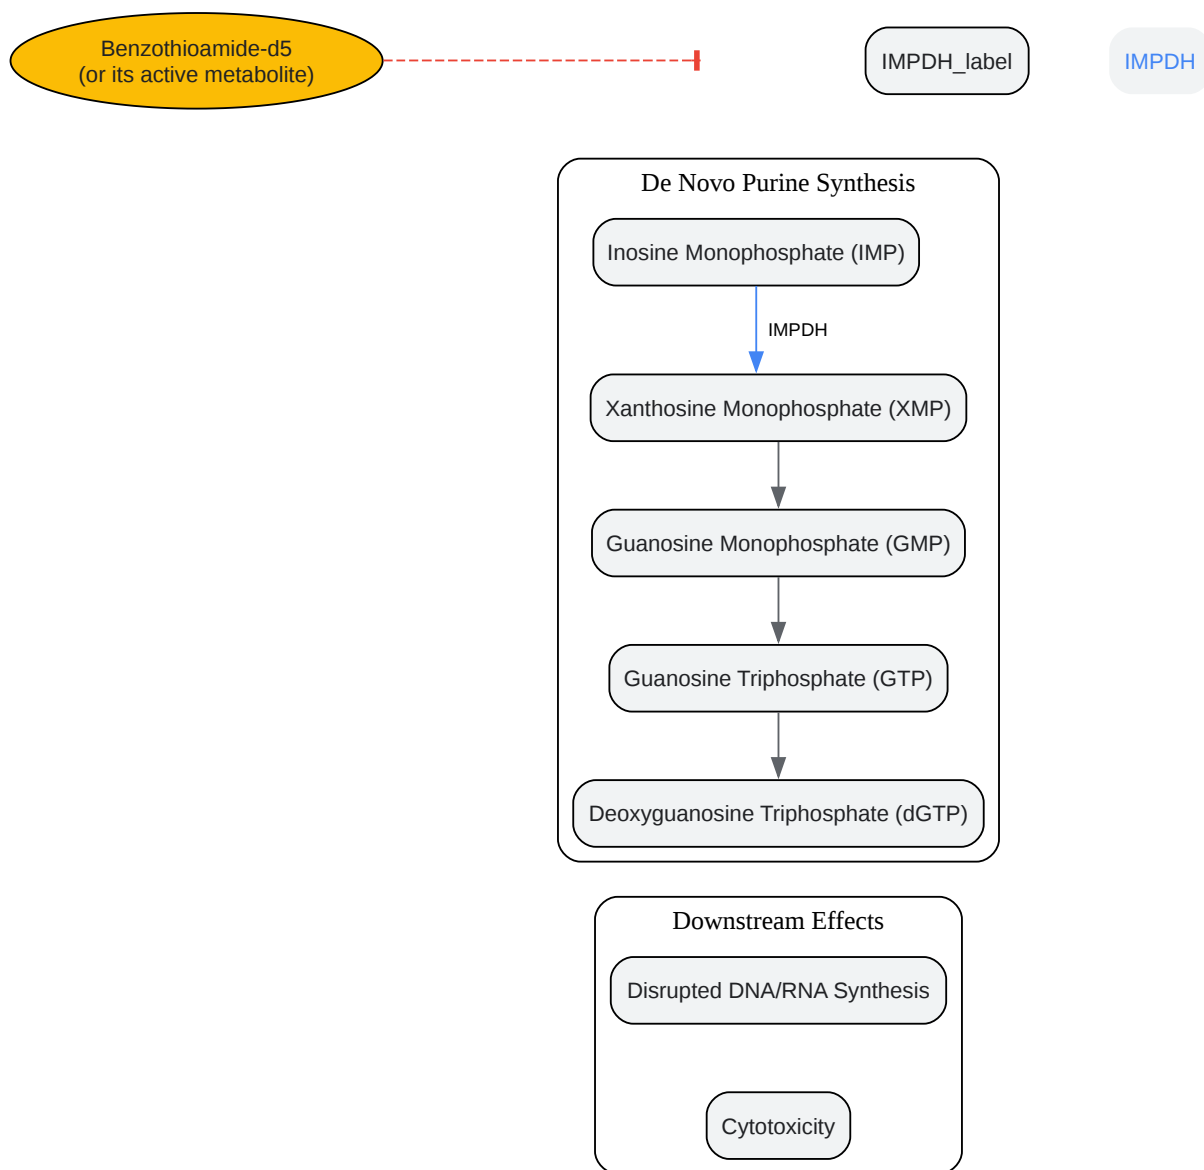 Benzothioamide-d5
(or its active metabolite)
IMPDH_label
IMPDH
De Novo Purine Synthesis
Inosine Monophosphate (IMP)
IMPDH
Xanthosine Monophosphate (XMP)
Guanosine Monophosphate (GMP)
Guanosine Triphosphate (GTP)
Deoxyguanosine Triphosphate (dGTP)
Downstream Effects
Disrupted DNA/RNA Synthesis
Cytotoxicity